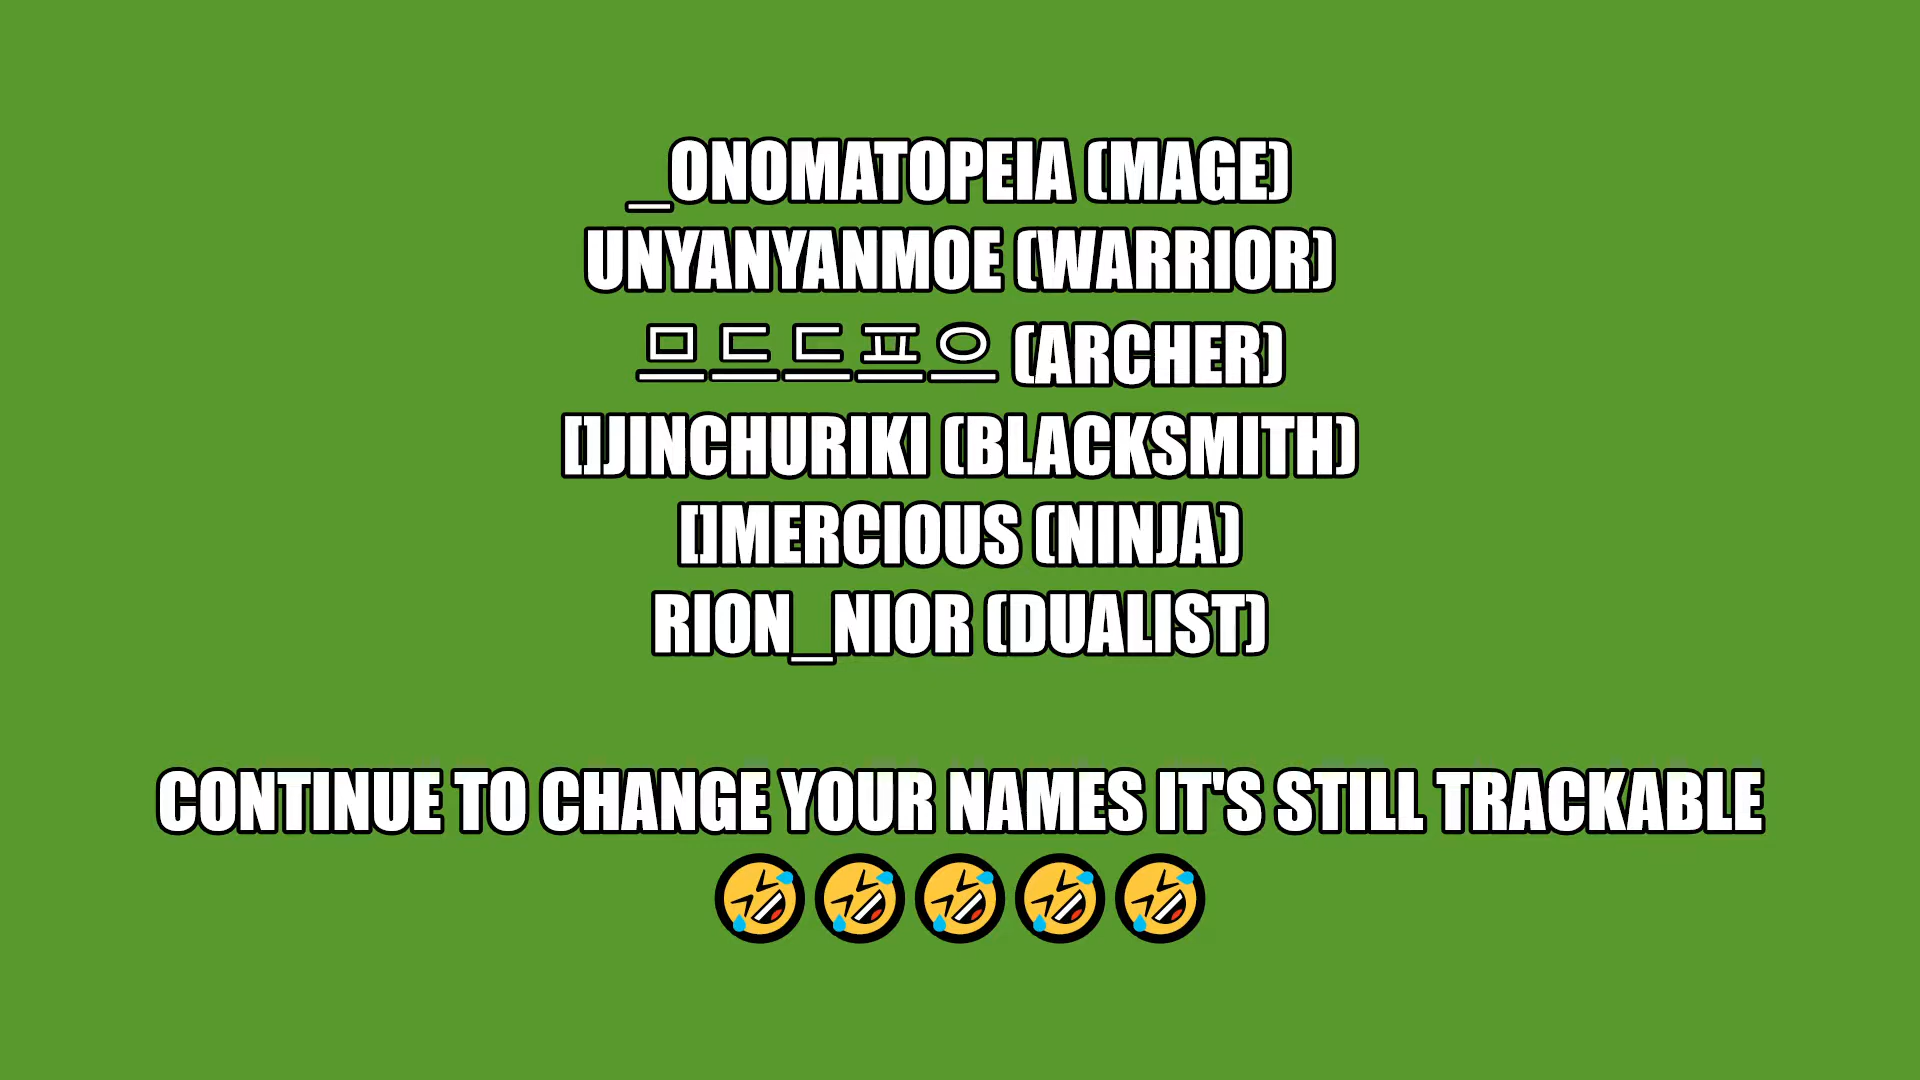 _ONOMATOPEIA (MAGE)
UNYANYANMOE (WARRIOR)
므드드프으 (ARCHER)
[]JINCHURIKI (BLACKSMITH)
[]MERCIOUS (NINJA)
RION_NIOR (DUALIST)
CONTINUE TO CHANGE YOUR NAMES IT'S STILL TRACKABLE
🤣🤣🤣🤣🤣